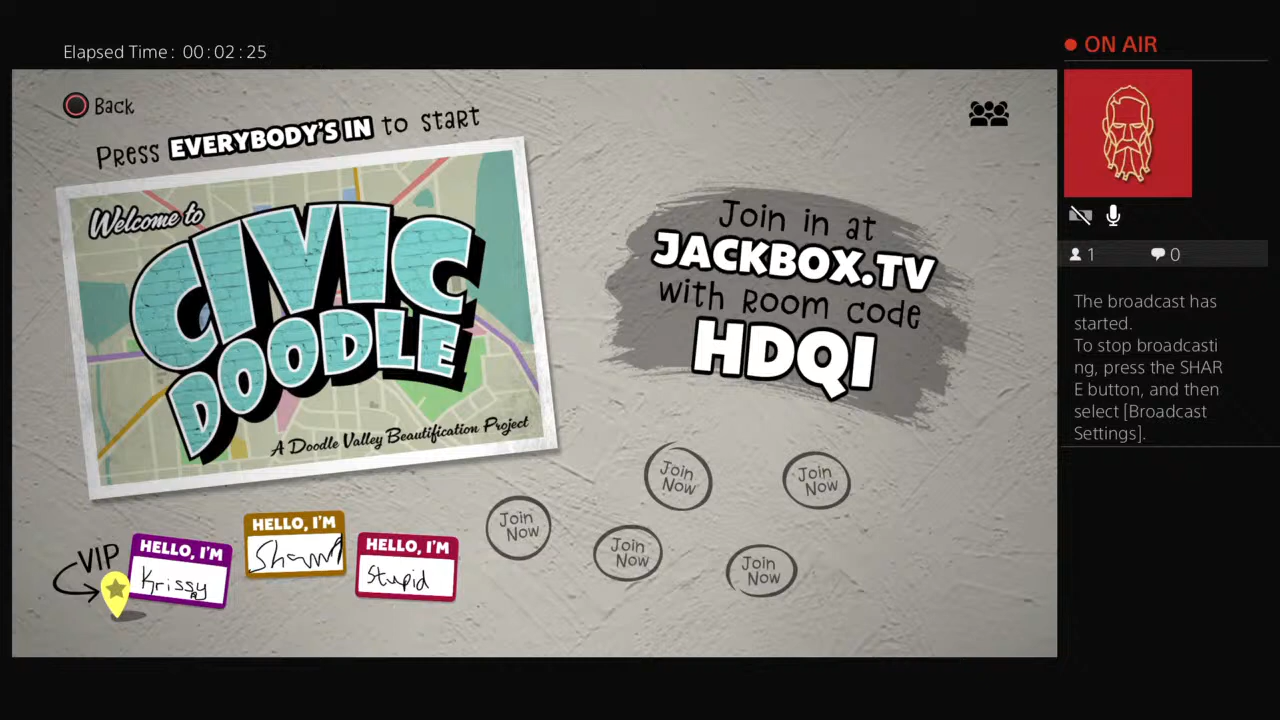 Elapsed Time: 00:02:25
ON AIR
Back
Press EVERYBODY'S IN to start
Welcome to
CIVIC
DOODLE
A Doodle Valley Beautification Project
Join in at
JACKBOX.TV
with Room code
HDQI
1
0
The broadcast has
started.
To stop broadcasti
ng, press the SHAR
E button, and then
select [Broadcast
Settings].
Join
Now
Join
Now
Join
Now
Join
Now
Join
Now
VIP
HELLO, I'M
Krissy
HELLO, I'M
HELLO, I'M
Stupid